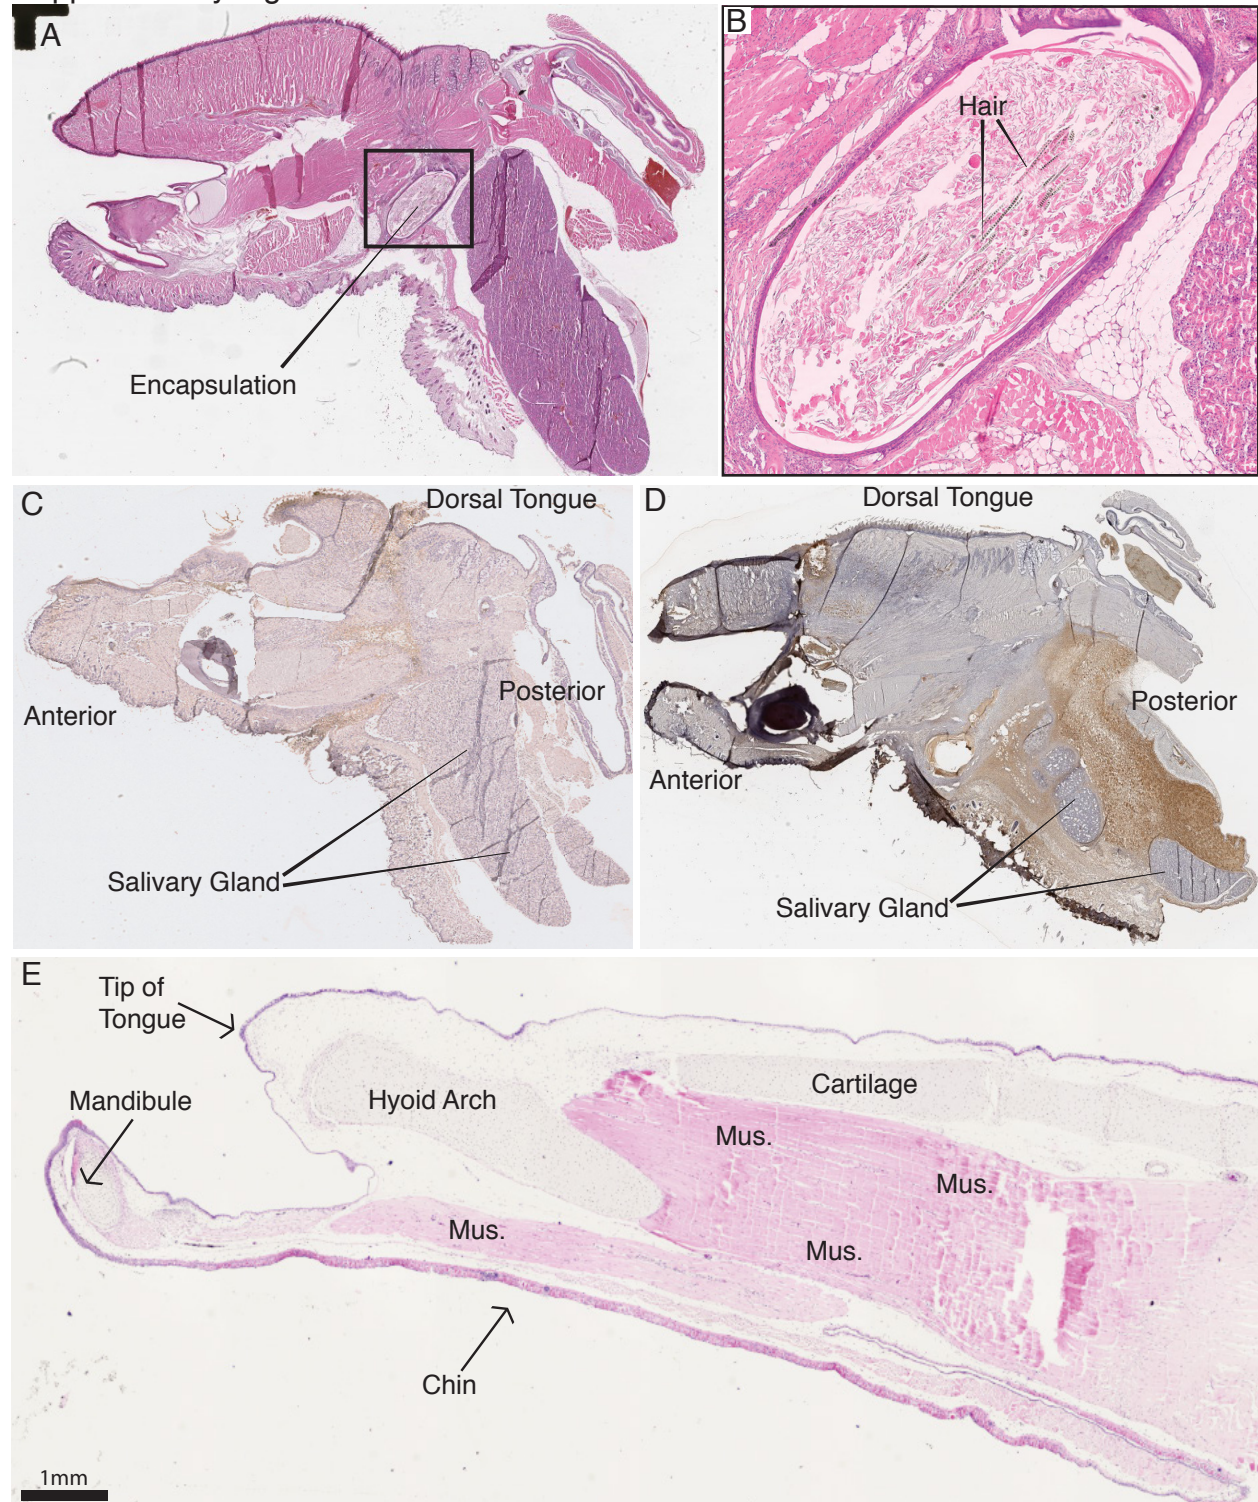 A
B
Hair
Encapsulation
C
Dorsal Tongue
Anterior
Posterior
Salivary Gland
D
Dorsal Tongue
Anterior
Posterior
Salivary Gland
E
Tip of
Tongue
Mandibule
Hyoid Arch
Cartilage
Mus.
Mus.
Mus.
Mus.
Chin
1mm